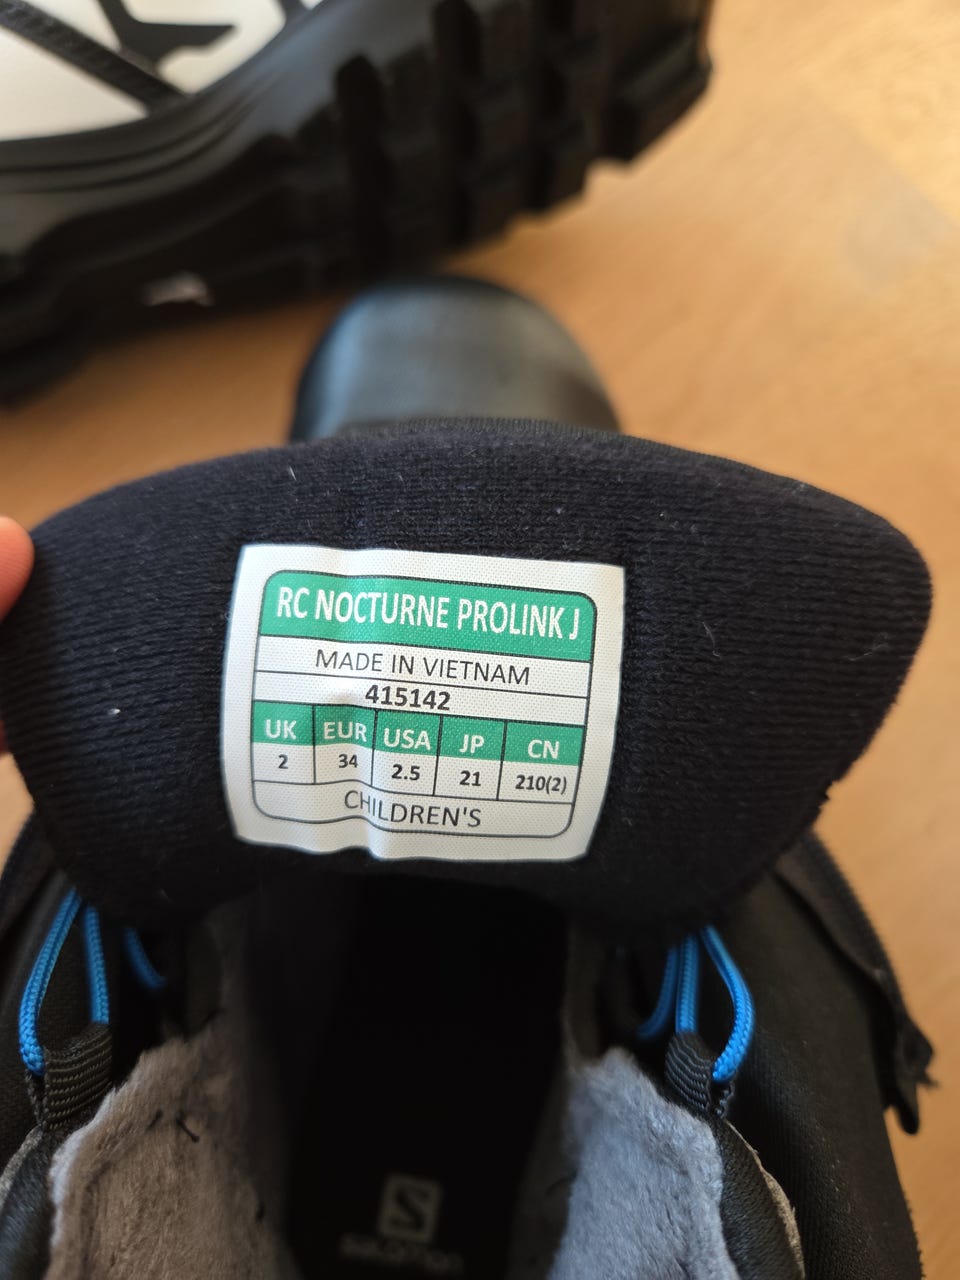 RC NOCTURNE PROLINK J
MADE IN VIETNAM
415142
UK EUR USA JP CN
2 34 2.5 21 210(2)
CHILDREN'S
S
salomon